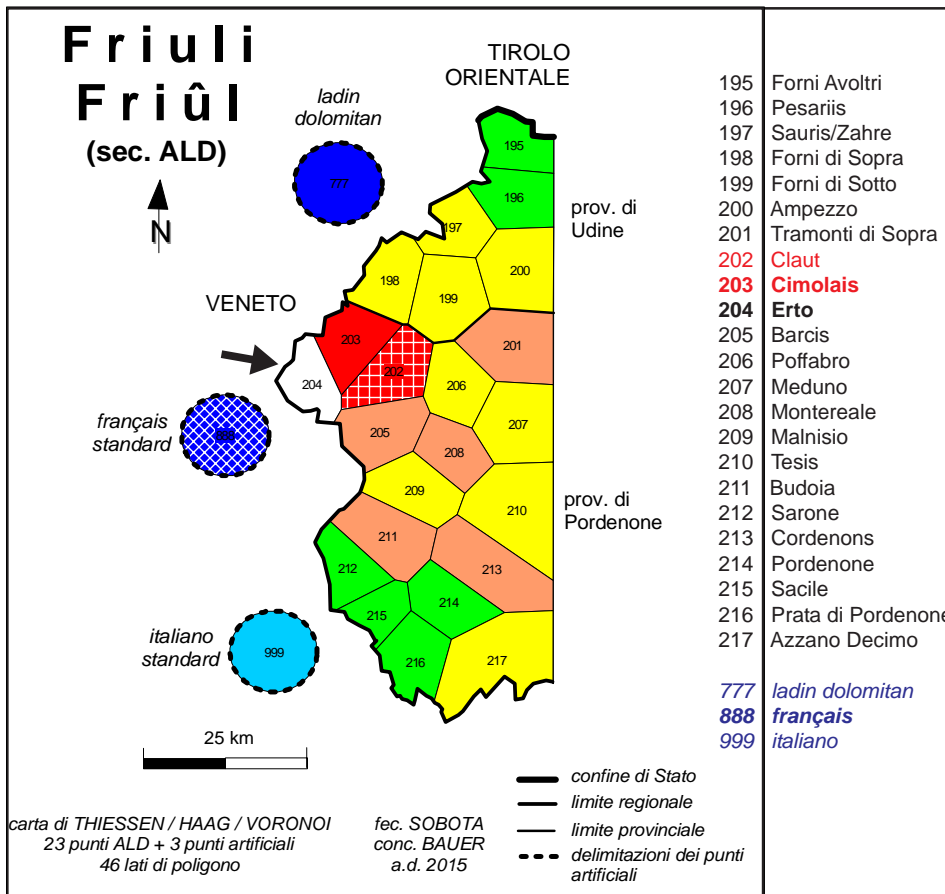 Friuli
Friûl
(sec. ALD)
N
ladin
dolomitan
777
TIROLO
ORIENTALE
VENETO
prov. di
Udine
prov. di
Pordenone
français
standard
888
italiano
standard
999
195
196
197
198
199
200
201
202
203
204
205
206
207
208
209
210
211
212
213
214
215
216
217
195 Forni Avoltri
196 Pesariis
197 Sauris/Zahre
198 Forni di Sopra
199 Forni di Sotto
200 Ampezzo
201 Tramonti di Sopra
202 Claut
203 Cimolais
204 Erto
205 Barcis
206 Poffabro
207 Meduno
208 Montereale
209 Malnisio
210 Tesis
211 Budoia
212 Sarone
213 Cordenons
214 Pordenone
215 Sacile
216 Prata di Pordenone
217 Azzano Decimo
777 ladin dolomitan
888 français
999 italiano
25 km
confine di Stato
limite regionale
limite provinciale
delimitazioni dei punti
artificiali
carta di THIESSEN / HAAG / VORONOI
23 punti ALD + 3 punti artificiali
46 lati di poligono
fec. SOBOTA
conc. BAUER
a.d. 2015